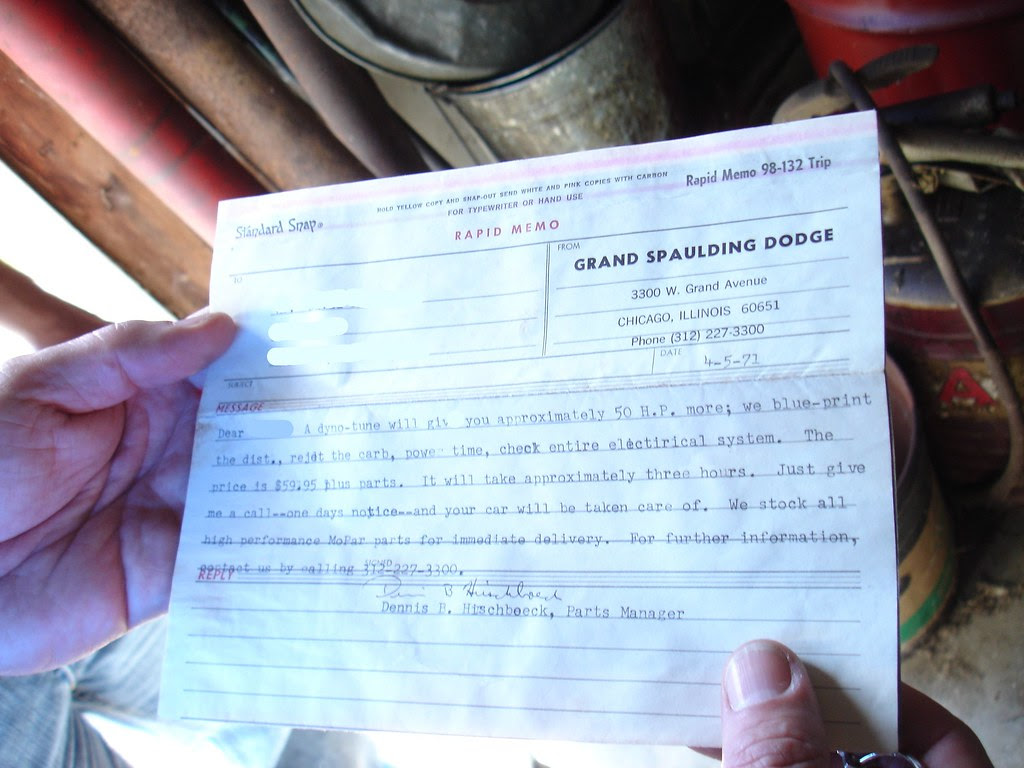 HOLD YELLOW COPY AND SNAP-OUT SEND WHITE AND PINK COPIES WITH CARBON
Rapid Memo 98-132 Trip
Standard Snap
FOR TYPEWRITER OR HAND USE
RAPID MEMO
TO
FROM
GRAND SPAULDING DODGE
3300 W. Grand Avenue
CHICAGO, ILLINOIS 60651
Phone (312) 227-3300
SUBJECT
DATE
4-5-71
MESSAGE
Dear A dyno-tune will giv you approximately 50 H.P. more; we blue-print
the dist., rejet the carb, power time, check entire electirical system. The
price is $59.95 plus parts. It will take approximately three hours. Just give
me a call--one days notice--and your car will be taken care of. We stock all
high performance MoPar parts for immediate delivery. For further information,
contact us by calling 312-227-3300.
REPLY
Dennis B. Hischboeck, Parts Manager
A